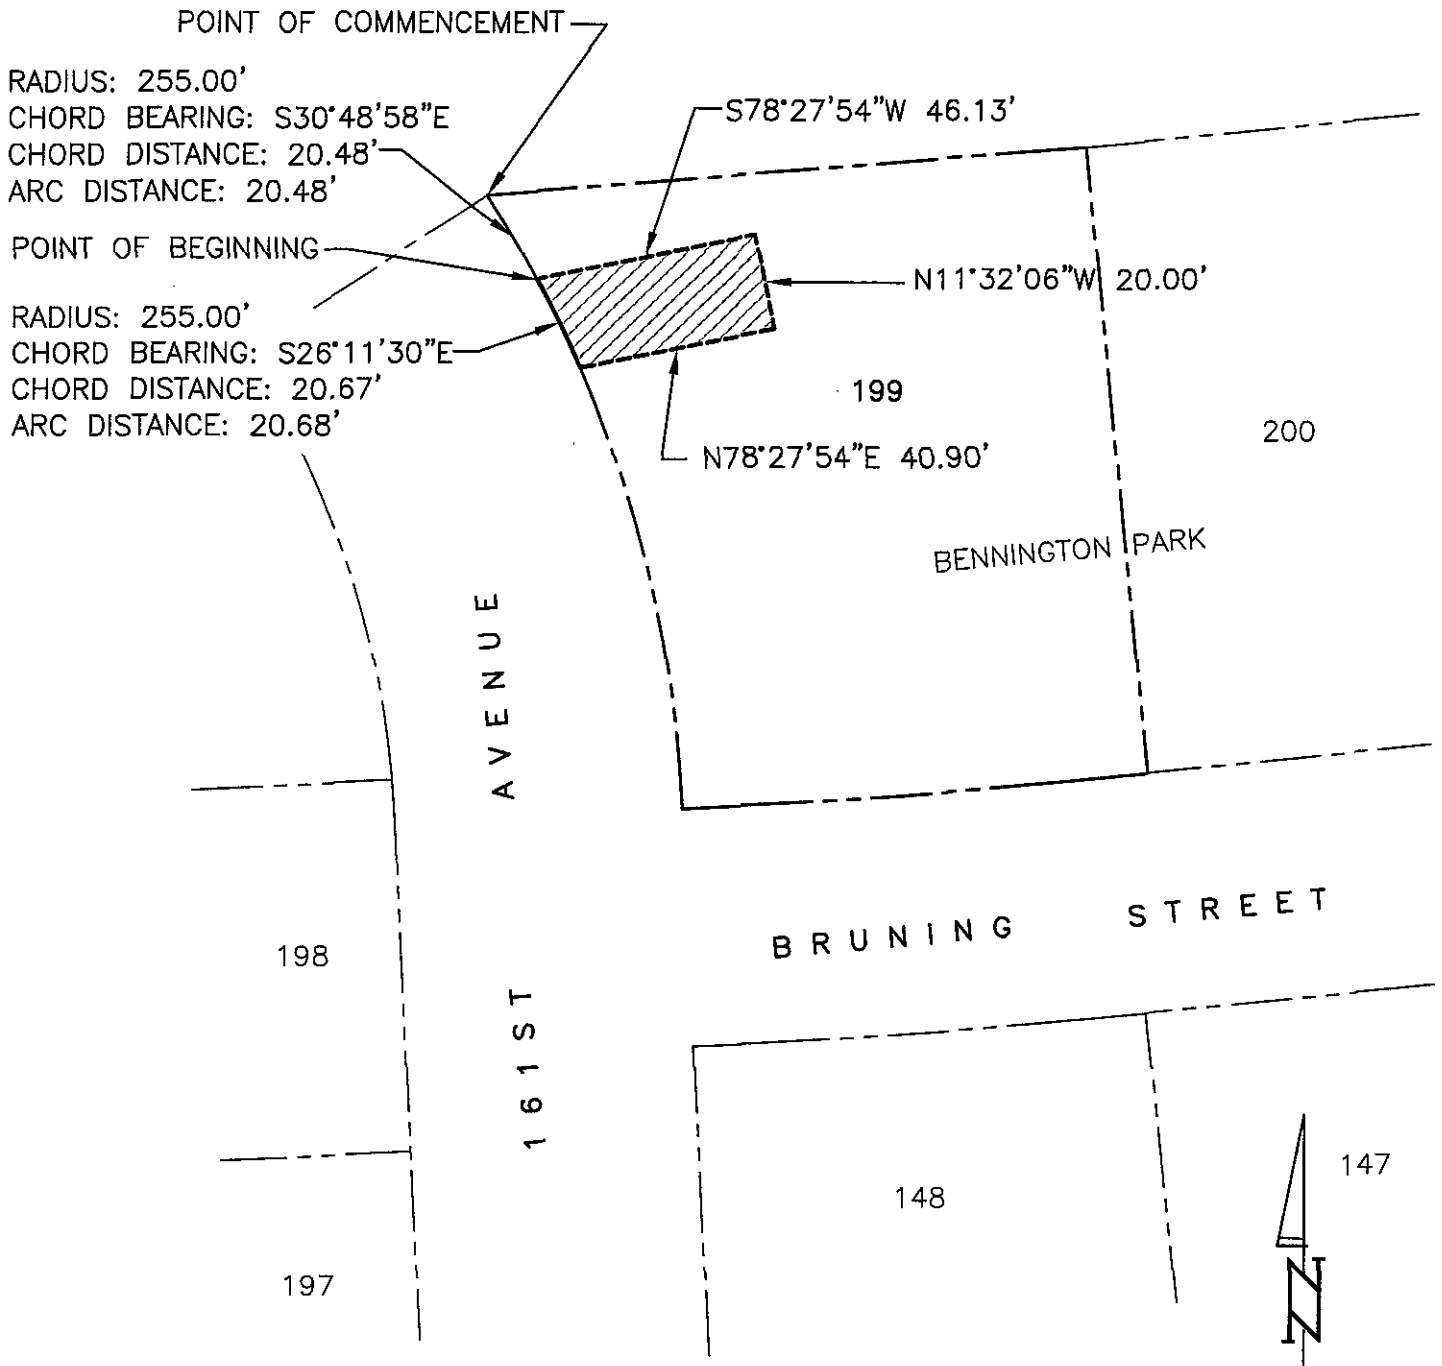 POINT OF COMMENCEMENT
RADIUS: 255.00'
CHORD BEARING: S30°48'58"E
CHORD DISTANCE: 20.48'
ARC DISTANCE: 20.48'
S78°27'54"W 46.13'
POINT OF BEGINNING
N11°32'06"W 20.00'
RADIUS: 255.00'
CHORD BEARING: S26°11'30"E
CHORD DISTANCE: 20.67'
ARC DISTANCE: 20.68'
199
200
N78°27'54"E 40.90'
BENNINGTON PARK
161ST AVENUE
BRUNING STREET
198
148
147
197
N